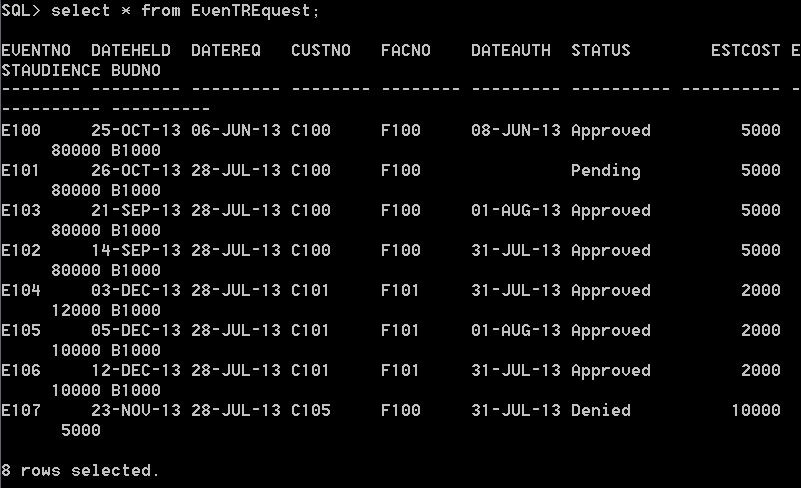 SQL> select * from EvenTREquest;
EVENTNO  DATEHELD  DATEREQ   CUSTNO   FACNO    DATEAUTH  STATUS        ESTCOST E
STAUDIENCE BUDNO
-------- --------- --------- -------- -------- --------- ---------- ---------- -
---------- ----------
E100     25-OCT-13 06-JUN-13 C100     F100     08-JUN-13 Approved         5000
     80000 B1000
E101     26-OCT-13 28-JUL-13 C100     F100               Pending          5000
     80000 B1000
E103     21-SEP-13 28-JUL-13 C100     F100     01-AUG-13 Approved         5000
     80000 B1000
E102     14-SEP-13 28-JUL-13 C100     F100     31-JUL-13 Approved         5000
     80000 B1000
E104     03-DEC-13 28-JUL-13 C101     F101     31-JUL-13 Approved         2000
     12000 B1000
E105     05-DEC-13 28-JUL-13 C101     F101     01-AUG-13 Approved         2000
     10000 B1000
E106     12-DEC-13 28-JUL-13 C101     F101     31-JUL-13 Approved         2000
     10000 B1000
E107     23-NOV-13 28-JUL-13 C105     F100     31-JUL-13 Denied          10000
      5000
8 rows selected.